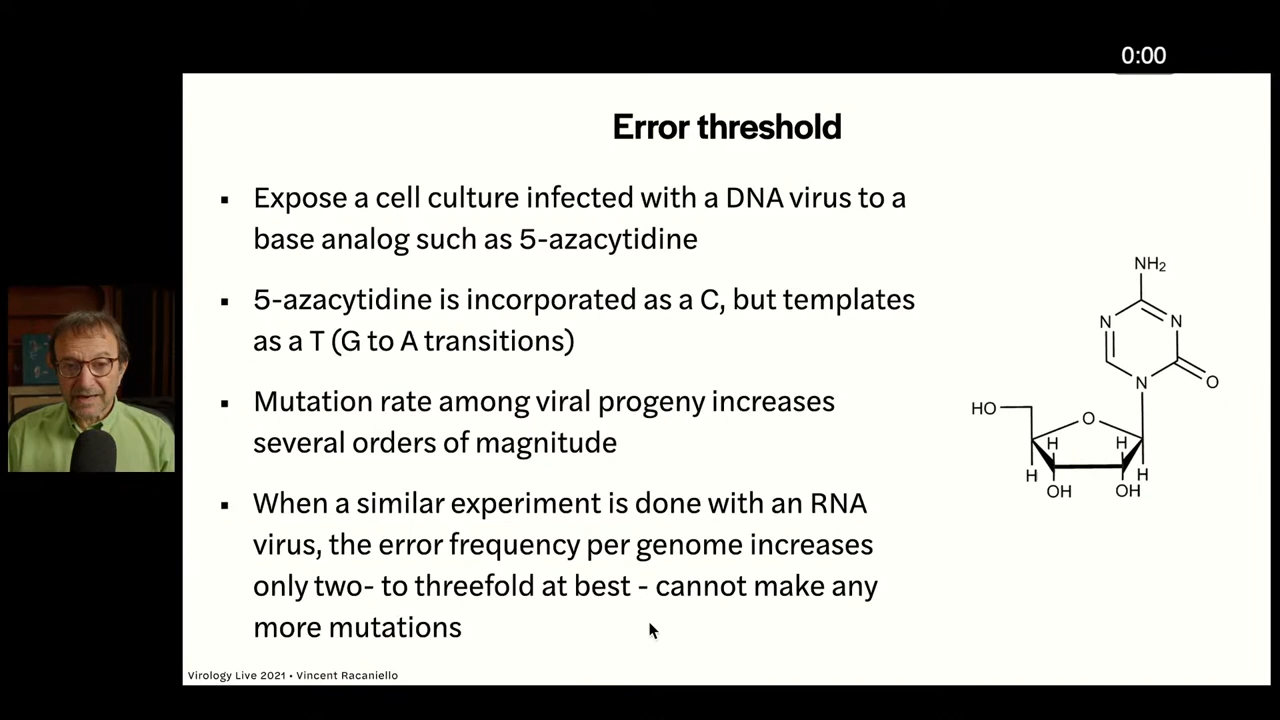 0:00
Error threshold
▪ Expose a cell culture infected with a DNA virus to a
base analog such as 5-azacytidine
▪ 5-azacytidine is incorporated as a C, but templates
as a T (G to A transitions)
▪ Mutation rate among viral progeny increases
several orders of magnitude
▪ When a similar experiment is done with an RNA
virus, the error frequency per genome increases
only two- to threefold at best - cannot make any
more mutations
NH₂
N N
N O
HO O
H H
H H
OH OH
Virology Live 2021 • Vincent Racaniello